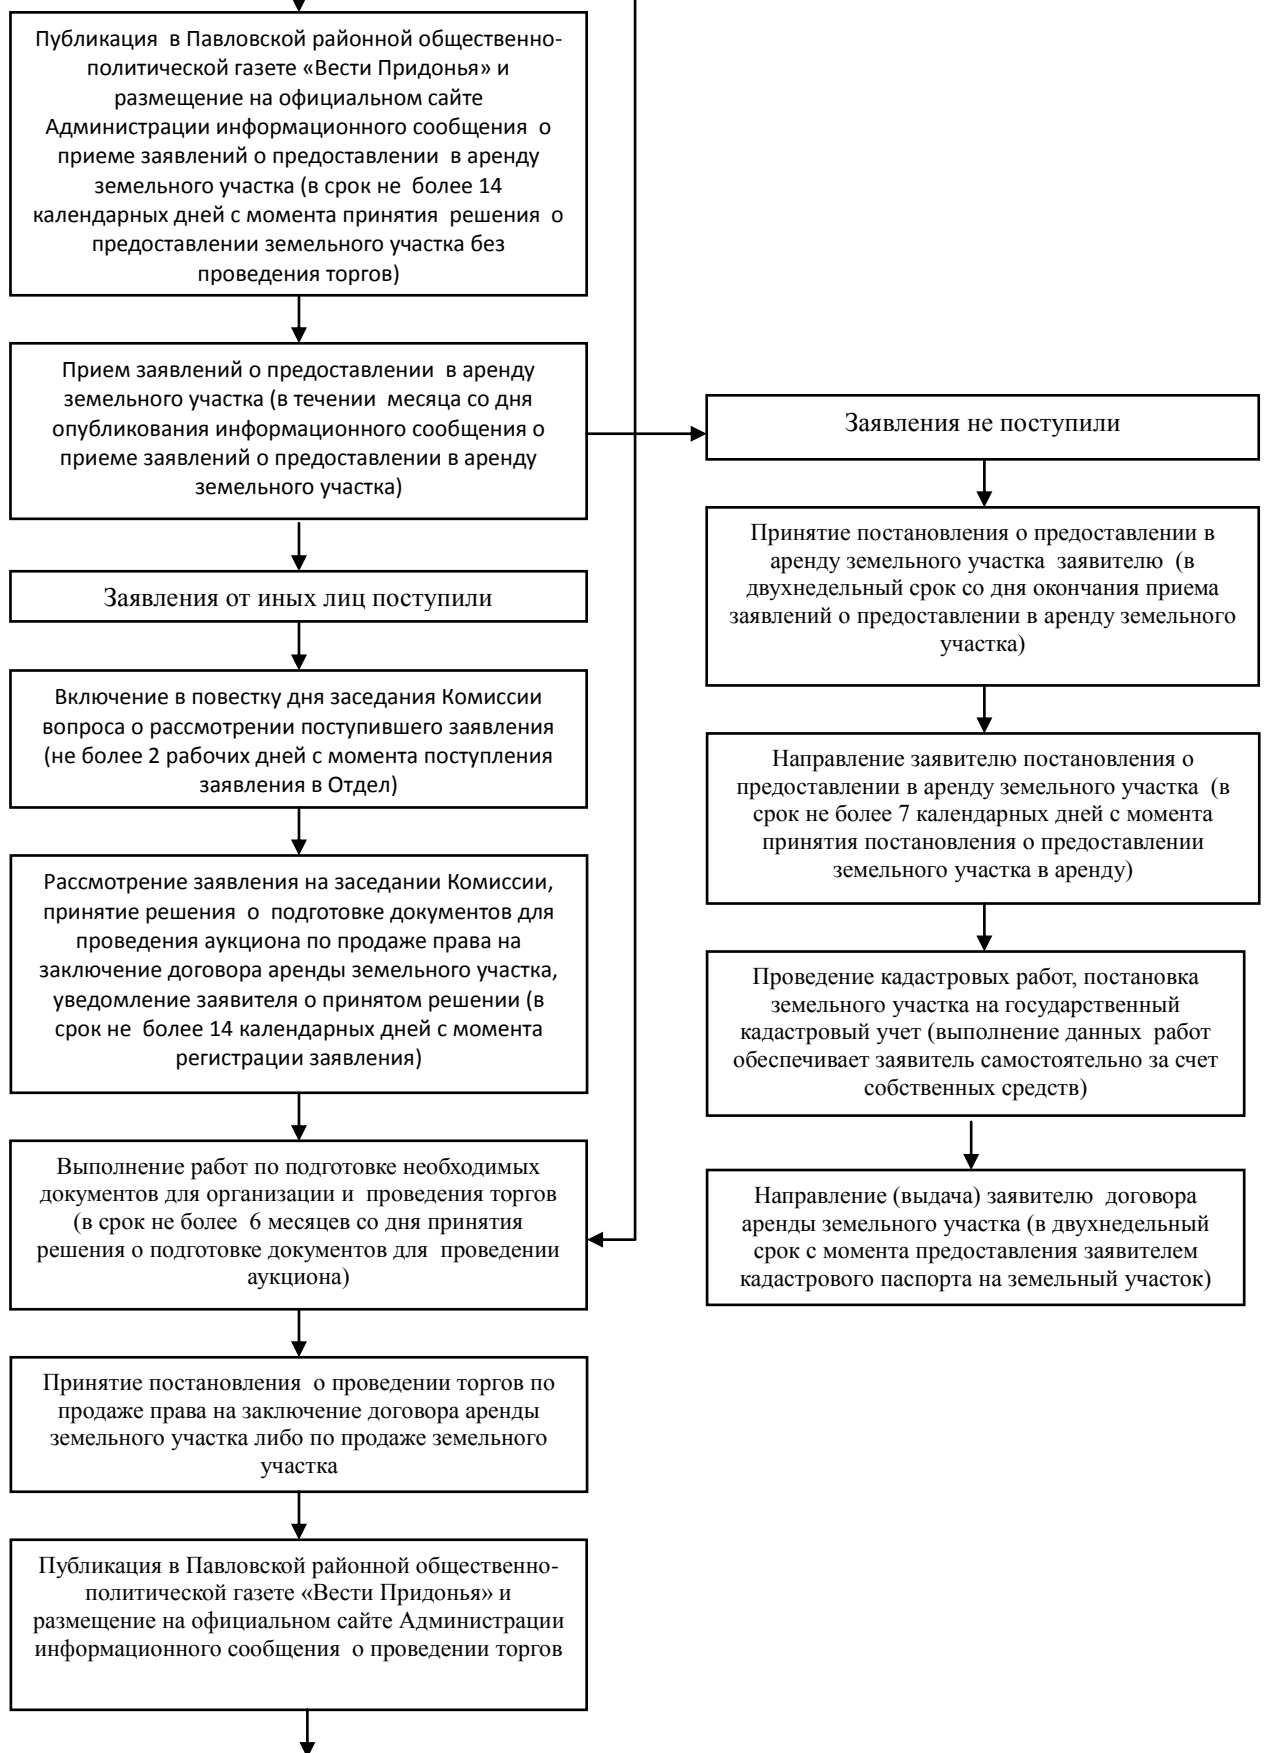 Публикация в Павловской районной общественно-
политической газете «Вести Придонья» и
размещение на официальном сайте
Администрации информационного сообщения о
приеме заявлений о предоставлении в аренду
земельного участка (в срок не более 14
календарных дней с момента принятия решения о
предоставлении земельного участка без
проведения торгов)
Прием заявлений о предоставлении в аренду
земельного участка (в течении месяца со дня
опубликования информационного сообщения о
приеме заявлений о предоставлении в аренду
земельного участка)
Заявления от иных лиц поступили
Включение в повестку дня заседания Комиссии
вопроса о рассмотрении поступившего заявления
(не более 2 рабочих дней с момента поступления
заявления в Отдел)
Рассмотрение заявления на заседании Комиссии,
принятие решения о подготовке документов для
проведения аукциона по продаже права на
заключение договора аренды земельного участка,
уведомление заявителя о принятом решении (в
срок не более 14 календарных дней с момента
регистрации заявления)
Выполнение работ по подготовке необходимых
документов для организации и проведения торгов
(в срок не более 6 месяцев со дня принятия
решения о подготовке документов для проведении
аукциона)
Принятие постановления о проведении торгов по
продаже права на заключение договора аренды
земельного участка либо по продаже земельного
участка
Публикация в Павловской районной общественно-
политической газете «Вести Придонья» и
размещение на официальном сайте Администрации
информационного сообщения о проведении торгов
Заявления не поступили
Принятие постановления о предоставлении в
аренду земельного участка заявителю (в
двухнедельный срок со дня окончания приема
заявлений о предоставлении в аренду земельного
участка)
Направление заявителю постановления о
предоставлении в аренду земельного участка (в
срок не более 7 календарных дней с момента
принятия постановления о предоставлении
земельного участка в аренду)
Проведение кадастровых работ, постановка
земельного участка на государственный
кадастровый учет (выполнение данных работ
обеспечивает заявитель самостоятельно за счет
собственных средств)
Направление (выдача) заявителю договора
аренды земельного участка (в двухнедельный
срок с момента предоставления заявителем
кадастрового паспорта на земельный участок)